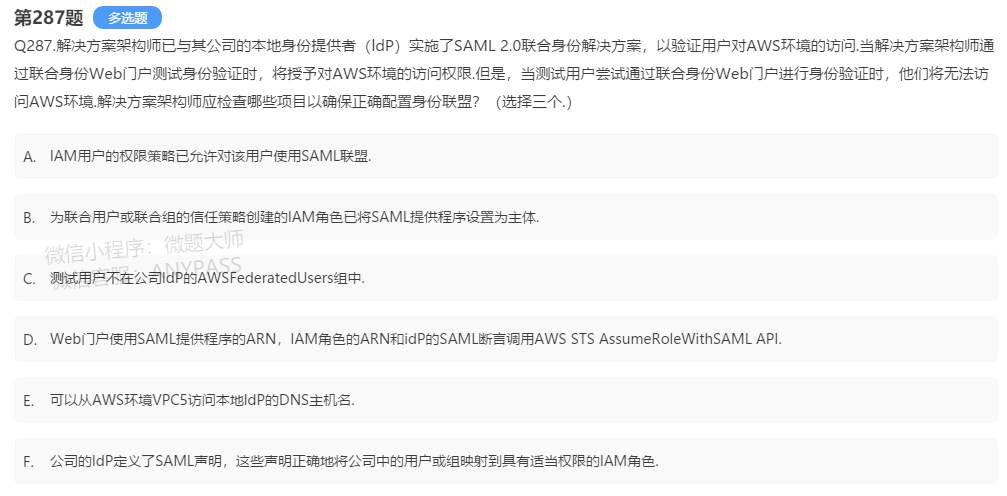 第287题 多选题
Q287.解决方案架构师已与其公司的本地身份提供者（ldP）实施了SAML 2.0联合身份解决方案，以验证用户对AWS环境的访问.当解决方案架构师通
过联合身份Web门户测试身份验证时，将授予对AWS环境的访问权限.但是，当测试用户尝试通过联合身份Web门户进行身份验证时，他们将无法访
问AWS环境.解决方案架构师应检查哪些项目以确保正确配置身份联盟？（选择三个.）
A. IAM用户的权限策略已允许对该用户使用SAML联盟.
B. 为联合用户或联合组的信任策略创建的IAM角色已将SAML提供程序设置为主体.
微信小程序：微题大师
微信客服：ANYPASS
C. 测试用户不在公司IdP的AWSFederatedUsers组中.
D. Web门户使用SAML提供程序的ARN，IAM角色的ARN和idP的SAML断言调用AWS STS AssumeRoleWithSAML API.
E. 可以从AWS环境VPC5访问本地IdP的DNS主机名.
F. 公司的IdP定义了SAML声明，这些声明正确地将公司中的用户或组映射到具有适当权限的IAM角色.